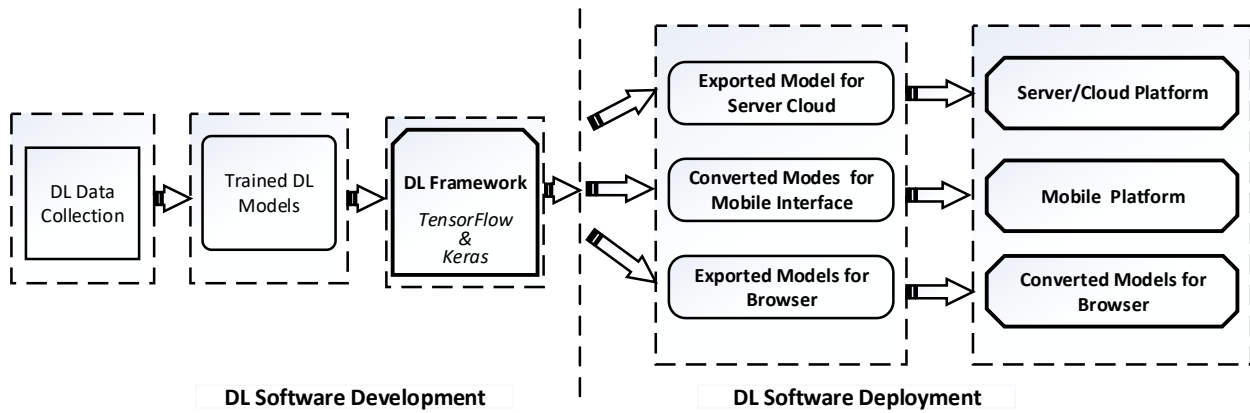 DL Data
Collection
Trained DL
Models
DL Framework
TensorFlow
&
Keras
Exported Model for
Server Cloud
Converted Modes for
Mobile Interface
Exported Models for
Browser
Server/Cloud Platform
Mobile Platform
Converted Models for
Browser
DL Software Development
DL Software Deployment